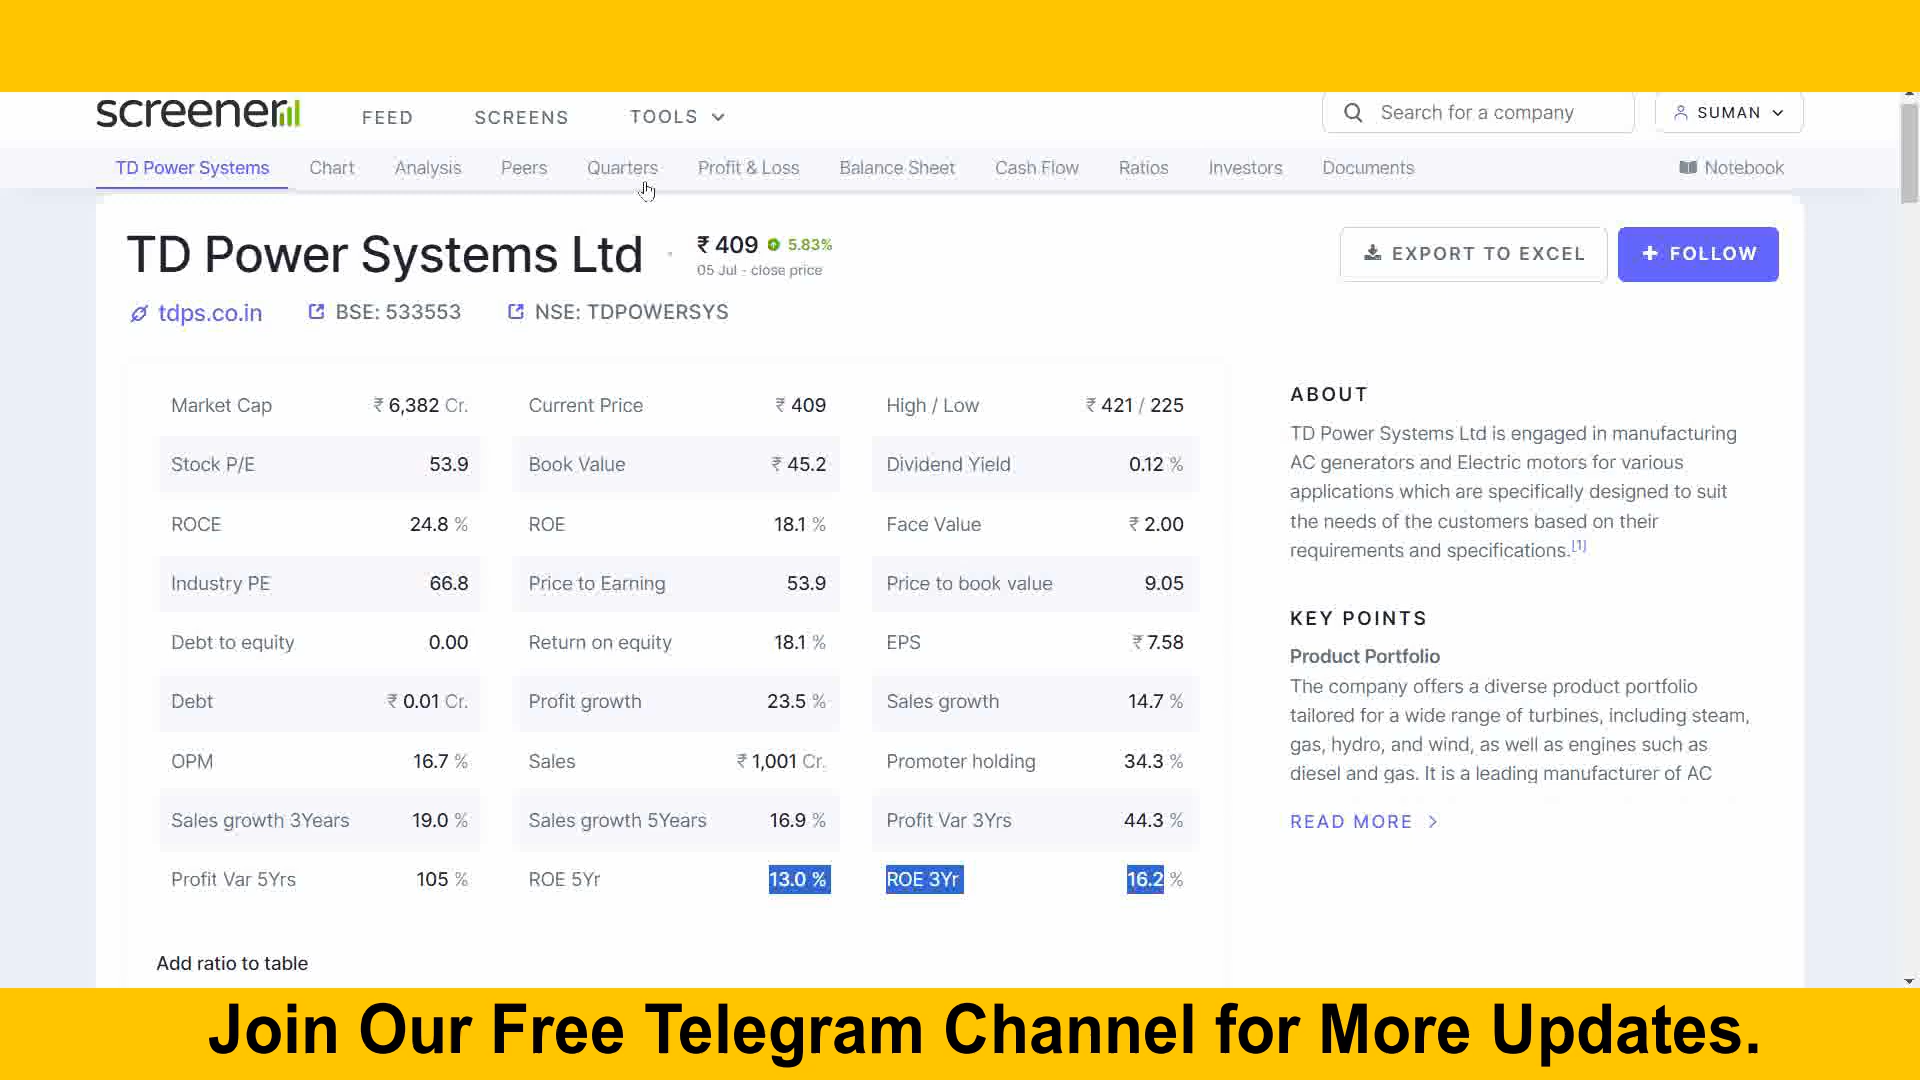 screener
FEED
SCREENS
TOOLS
Search for a company
SUMAN
TD Power Systems
Chart
Analysis
Peers
Quarters
Profit & Loss
Balance Sheet
Cash Flow
Ratios
Investors
Documents
Notebook
TD Power Systems Ltd
₹ 409 5.83%
05 Jul - close price
EXPORT TO EXCEL
+ FOLLOW
tdps.co.in
BSE: 533553
NSE: TDPOWERSYS
Market Cap ₹ 6,382 Cr.
Current Price ₹ 409
High / Low ₹ 421 / 225
Stock P/E 53.9
Book Value ₹ 45.2
Dividend Yield 0.12 %
ROCE 24.8 %
ROE 18.1 %
Face Value ₹ 2.00
Industry PE 66.8
Price to Earning 53.9
Price to book value 9.05
Debt to equity 0.00
Return on equity 18.1 %
EPS ₹ 7.58
Debt ₹ 0.01 Cr.
Profit growth 23.5 %
Sales growth 14.7 %
OPM 16.7 %
Sales ₹ 1,001 Cr.
Promoter holding 34.3 %
Sales growth 3Years 19.0 %
Sales growth 5Years 16.9 %
Profit Var 3Yrs 44.3 %
Profit Var 5Yrs 105 %
ROE 5Yr 13.0 %
ROE 3Yr 16.2 %
Add ratio to table
ABOUT
TD Power Systems Ltd is engaged in manufacturing
AC generators and Electric motors for various
applications which are specifically designed to suit
the needs of the customers based on their
requirements and specifications.[1]
KEY POINTS
Product Portfolio
The company offers a diverse product portfolio
tailored for a wide range of turbines, including steam,
gas, hydro, and wind, as well as engines such as
diesel and gas. It is a leading manufacturer of AC
READ MORE
Join Our Free Telegram Channel for More Updates.